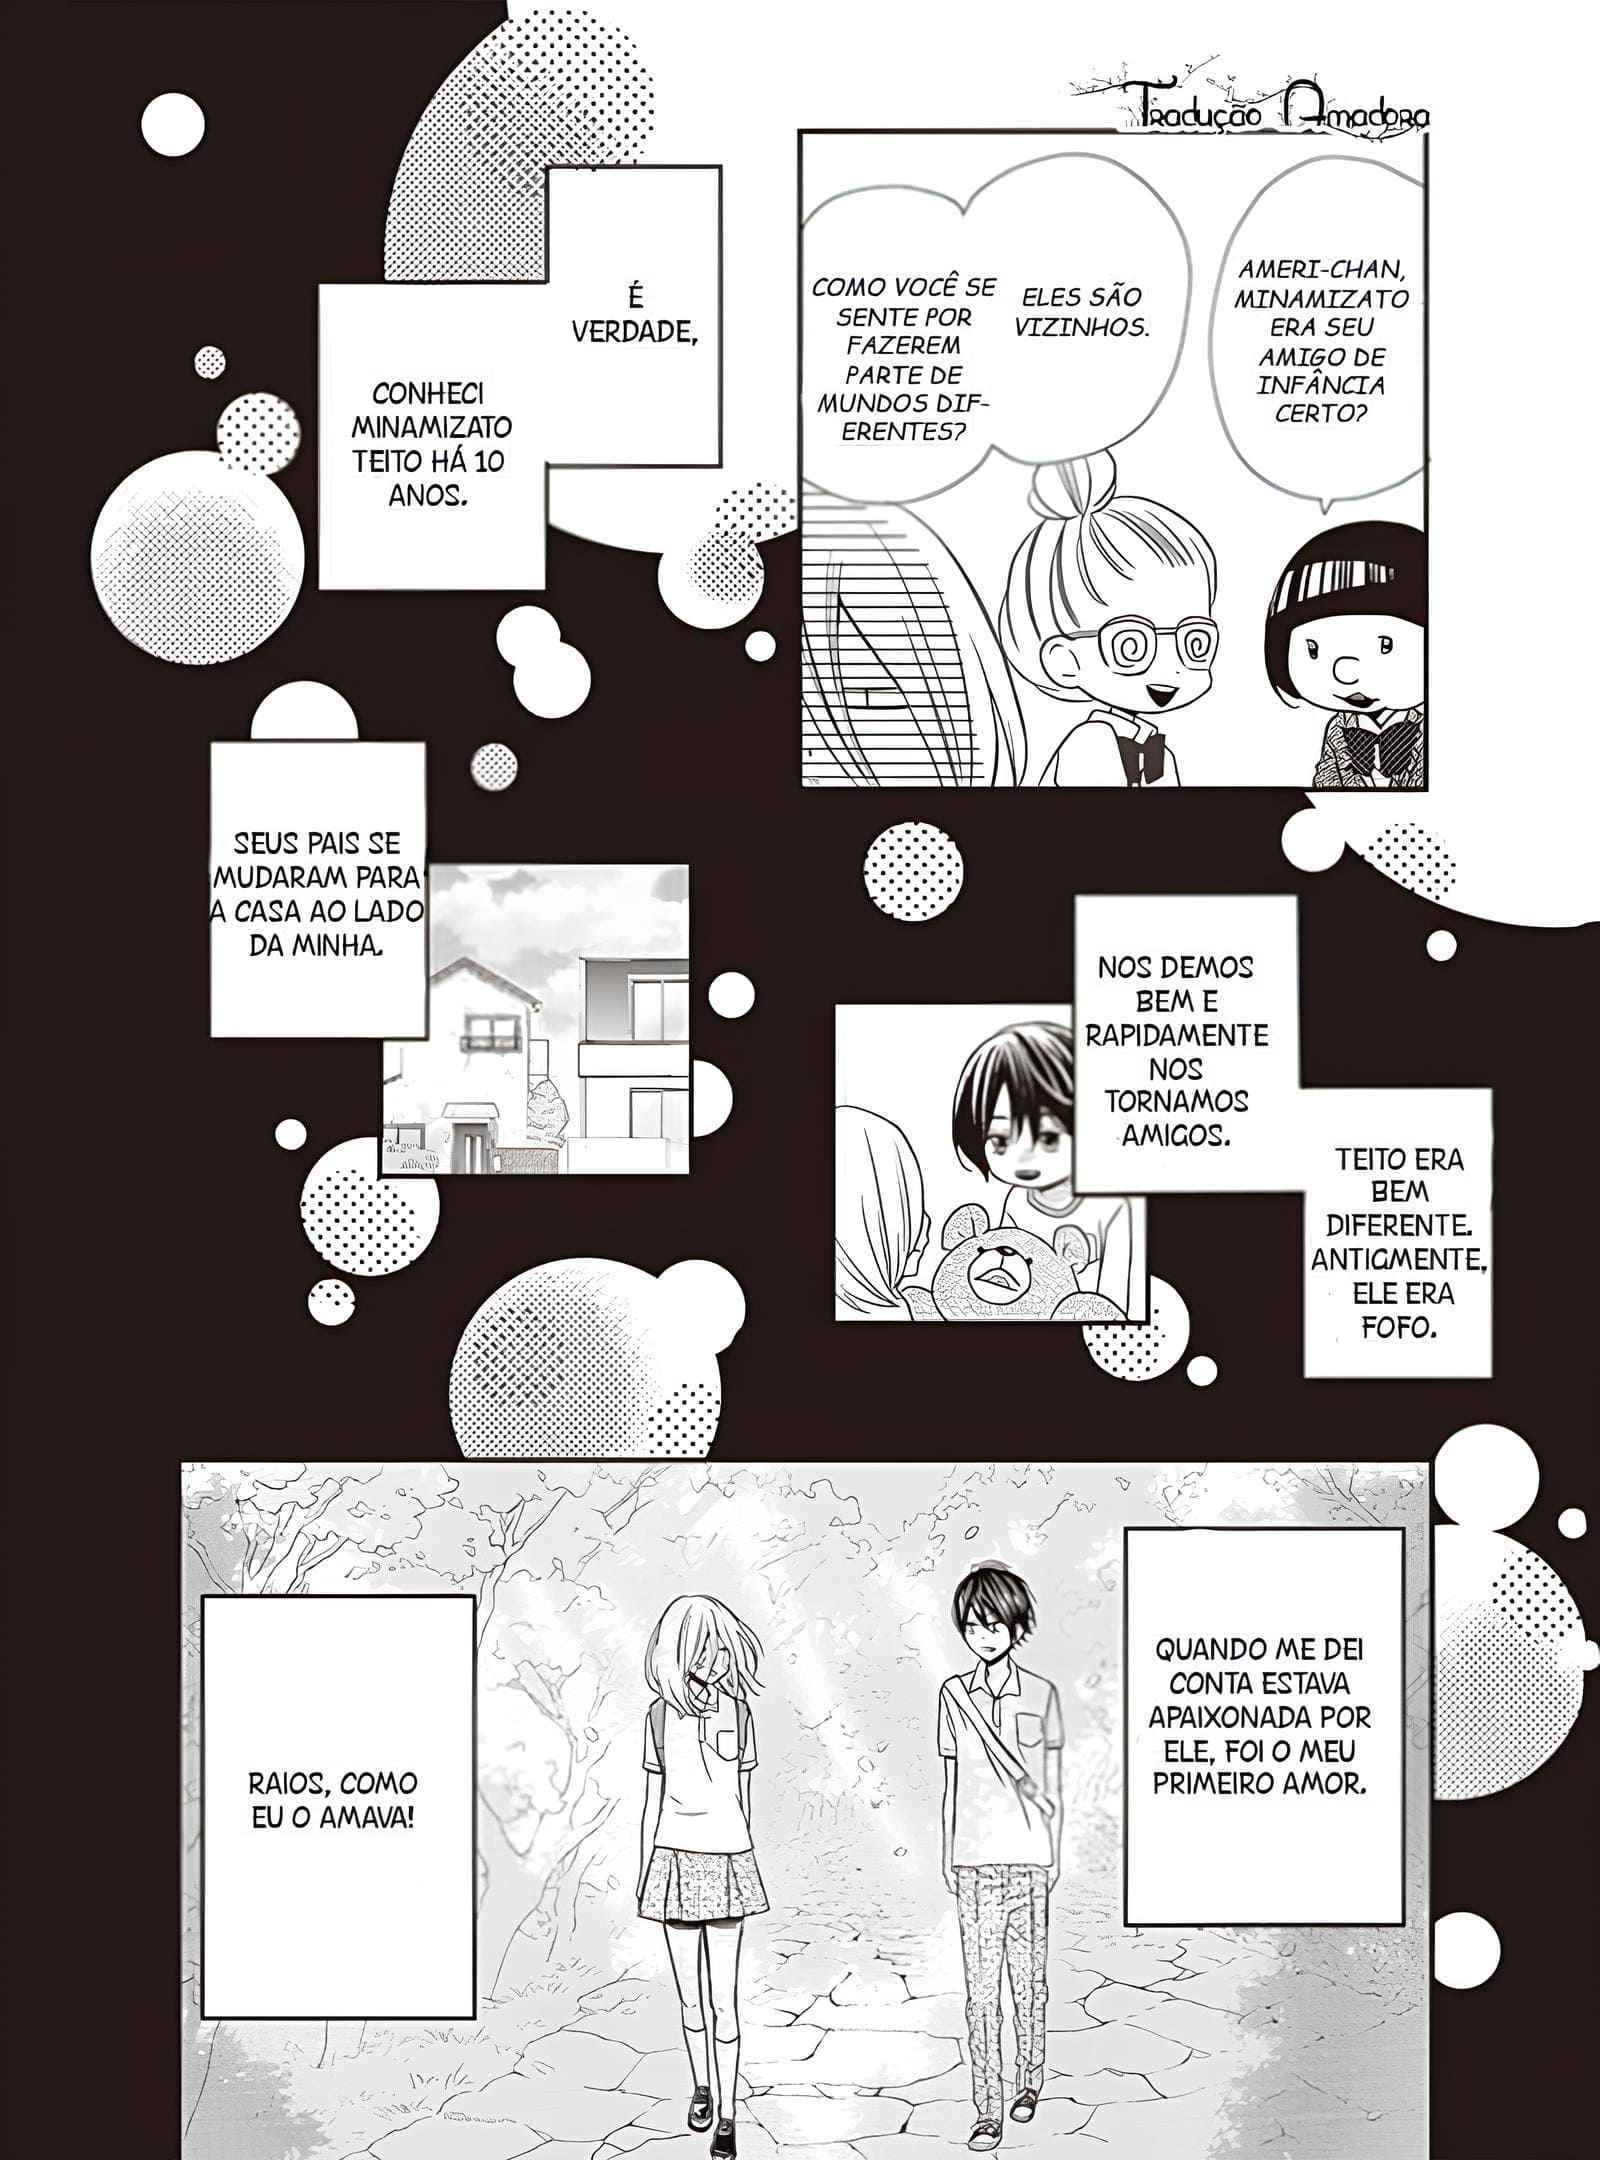 Tradução Amadora
AMERI-CHAN,
MINAMIZATO
ERA SEU
AMIGO DE
INFÂNCIA
CERTO?
ELES SÃO
VIZINHOS.
COMO VOCÊ SE
SENTE POR
FAZEREM
PARTE DE
MUNDOS DIF-
ERENTES?
É
VERDADE,
CONHECI
MINAMIZATO
TEITO HÁ 10
ANOS.
SEUS PAIS SE
MUDARAM PARA
A CASA AO LADO
DA MINHA.
NOS DEMOS
BEM E
RAPIDAMENTE
NOS
TORNAMOS
AMIGOS.
TEITO ERA
BEM
DIFERENTE.
ANTIGMENTE,
ELE ERA
FOFO.
QUANDO ME DEI
CONTA ESTAVA
APAIXONADA POR
ELE, FOI O MEU
PRIMEIRO AMOR.
RAIOS, COMO
EU O AMAVA!